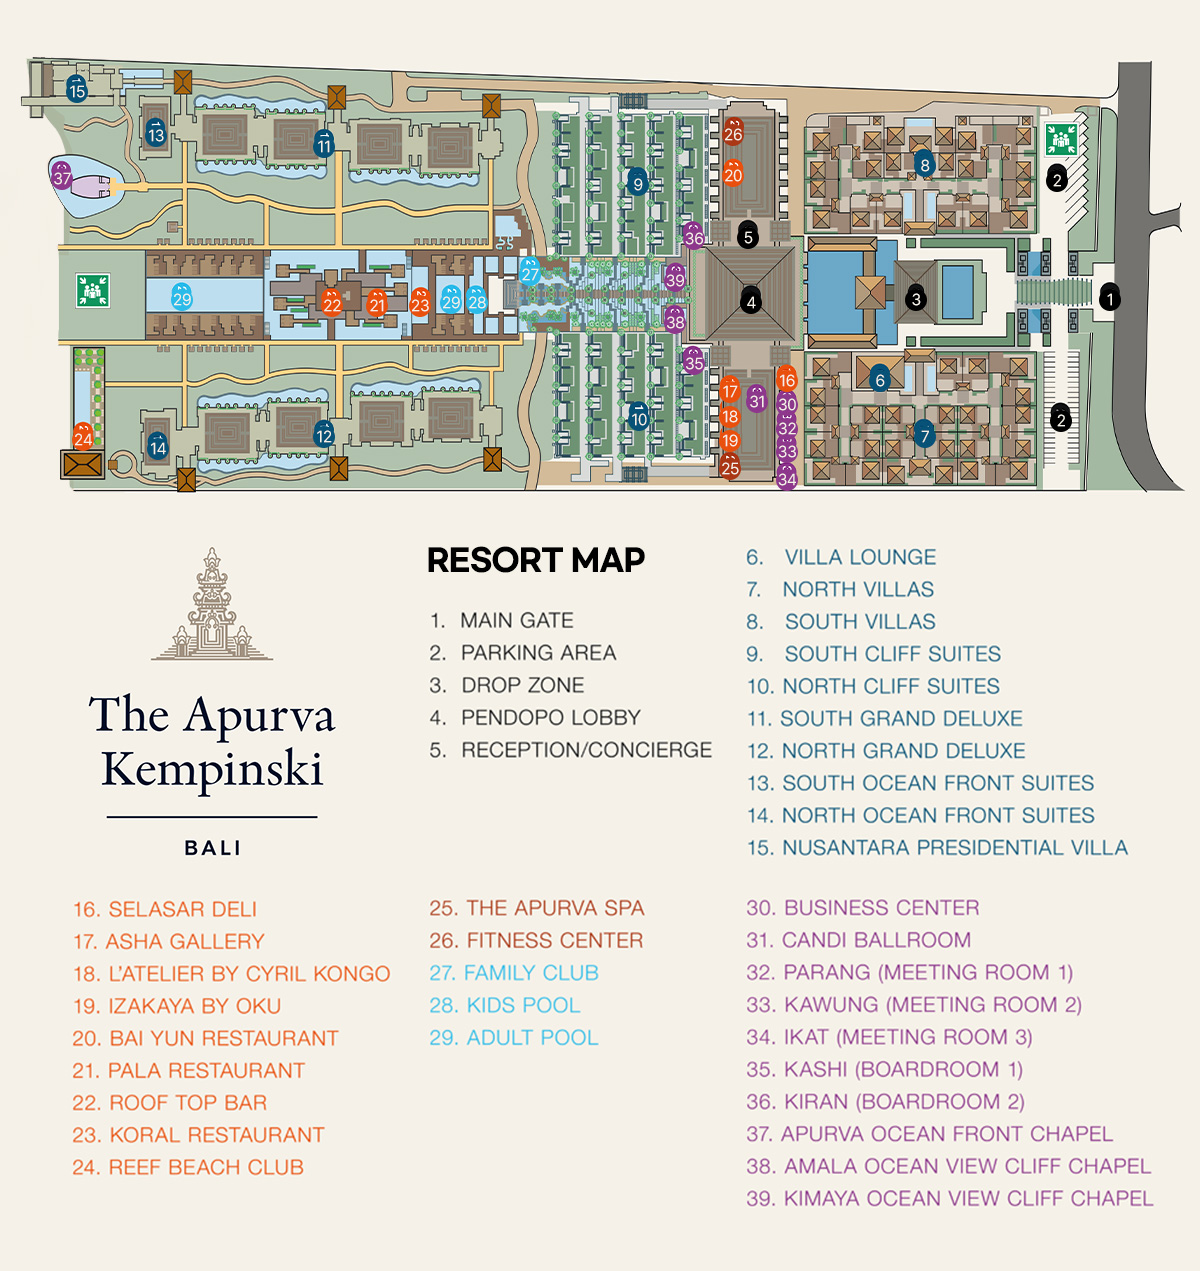 15
13
11
37
9
26
20
36
5
8
2
29
22
21
23
29
28
27
39
38
4
3
1
35
24
14
12
10
17
18
19
25
31
16
30
32
33
34
6
7
2
The Apurva
Kempinski
BALI
RESORT MAP
1. MAIN GATE
2. PARKING AREA
3. DROP ZONE
4. PENDOPO LOBBY
5. RECEPTION/CONCIERGE
6. VILLA LOUNGE
7. NORTH VILLAS
8. SOUTH VILLAS
9. SOUTH CLIFF SUITES
10. NORTH CLIFF SUITES
11. SOUTH GRAND DELUXE
12. NORTH GRAND DELUXE
13. SOUTH OCEAN FRONT SUITES
14. NORTH OCEAN FRONT SUITES
15. NUSANTARA PRESIDENTIAL VILLA
16. SELASAR DELI
17. ASHA GALLERY
18. L'ATELIER BY CYRIL KONGO
19. IZAKAYA BY OKU
20. BAI YUN RESTAURANT
21. PALA RESTAURANT
22. ROOF TOP BAR
23. KORAL RESTAURANT
24. REEF BEACH CLUB
25. THE APURVA SPA
26. FITNESS CENTER
27. FAMILY CLUB
28. KIDS POOL
29. ADULT POOL
30. BUSINESS CENTER
31. CANDI BALLROOM
32. PARANG (MEETING ROOM 1)
33. KAWUNG (MEETING ROOM 2)
34. IKAT (MEETING ROOM 3)
35. KASHI (BOARDROOM 1)
36. KIRAN (BOARDROOM 2)
37. APURVA OCEAN FRONT CHAPEL
38. AMALA OCEAN VIEW CLIFF CHAPEL
39. KIMAYA OCEAN VIEW CLIFF CHAPEL